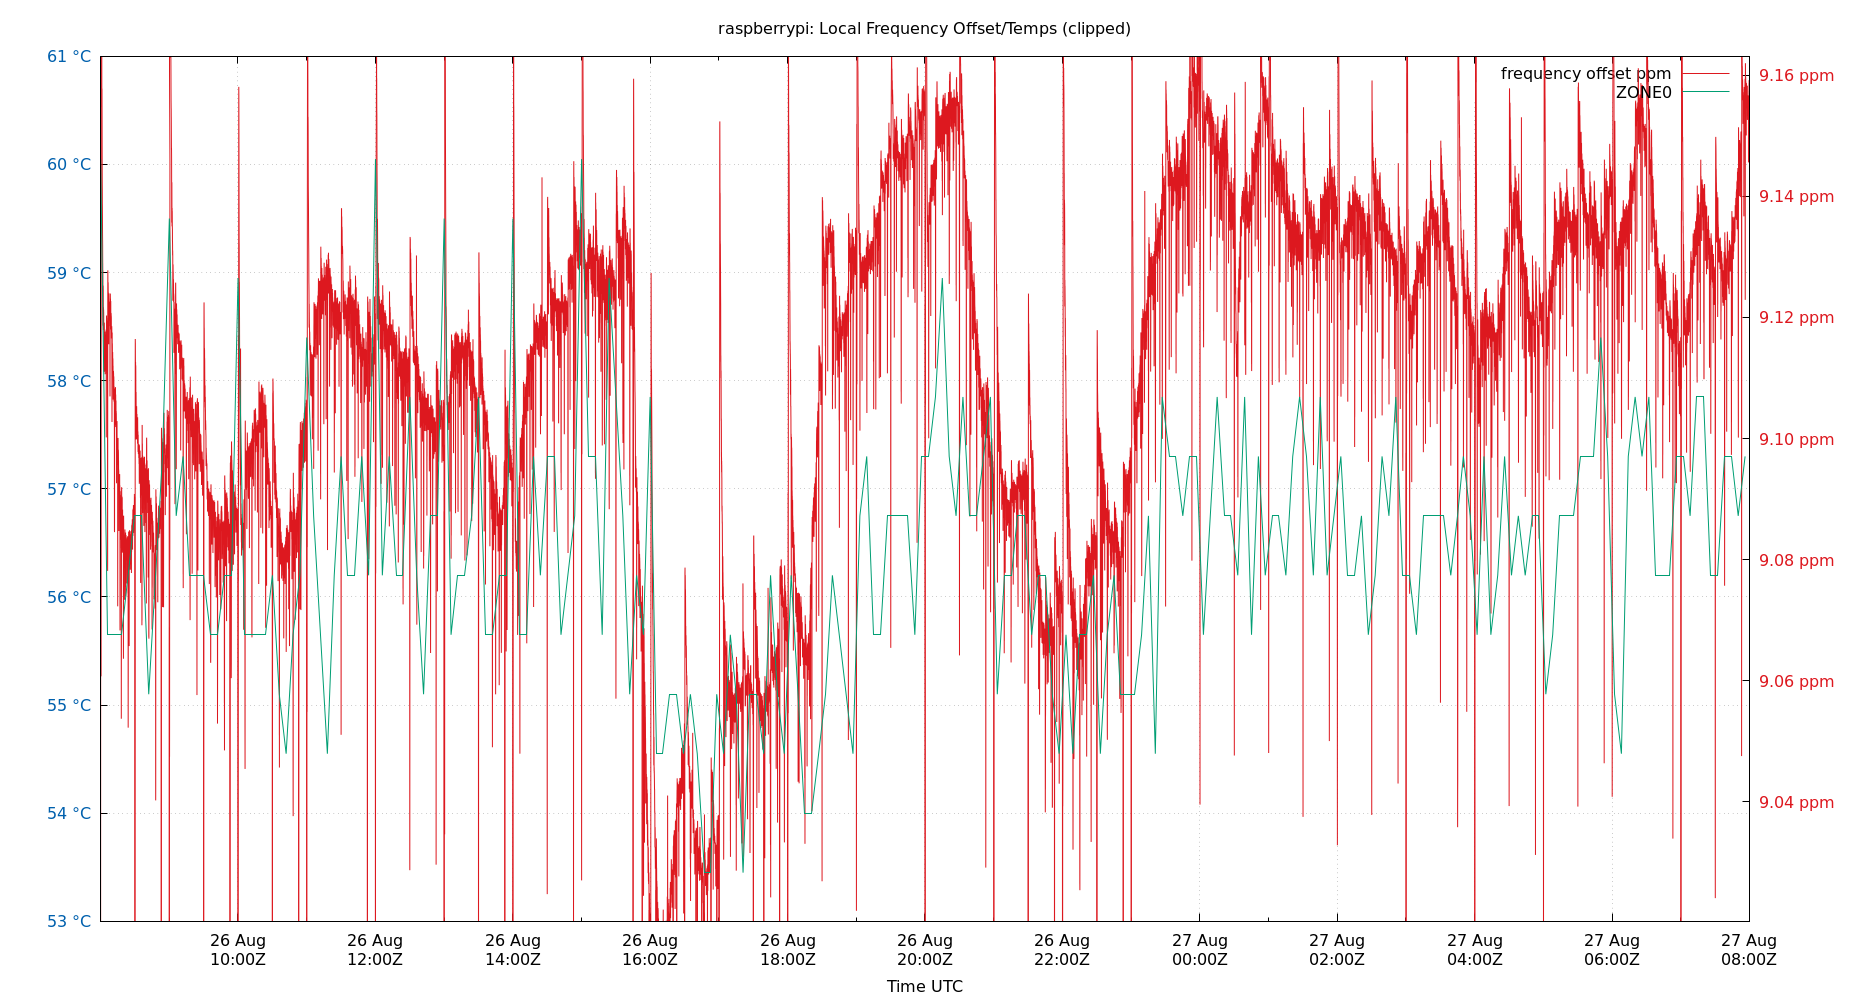 raspberrypi: Local Frequency Offset/Temps (clipped)
61 °C
60 °C
59 °C
58 °C
57 °C
56 °C
55 °C
54 °C
53 °C
frequency offset ppm
ZONE0
9.16 ppm
9.14 ppm
9.12 ppm
9.10 ppm
9.08 ppm
9.06 ppm
9.04 ppm
26 Aug
10:00Z
26 Aug
12:00Z
26 Aug
14:00Z
26 Aug
16:00Z
26 Aug
18:00Z
26 Aug
20:00Z
26 Aug
22:00Z
27 Aug
00:00Z
27 Aug
02:00Z
27 Aug
04:00Z
27 Aug
06:00Z
27 Aug
08:00Z
Time UTC